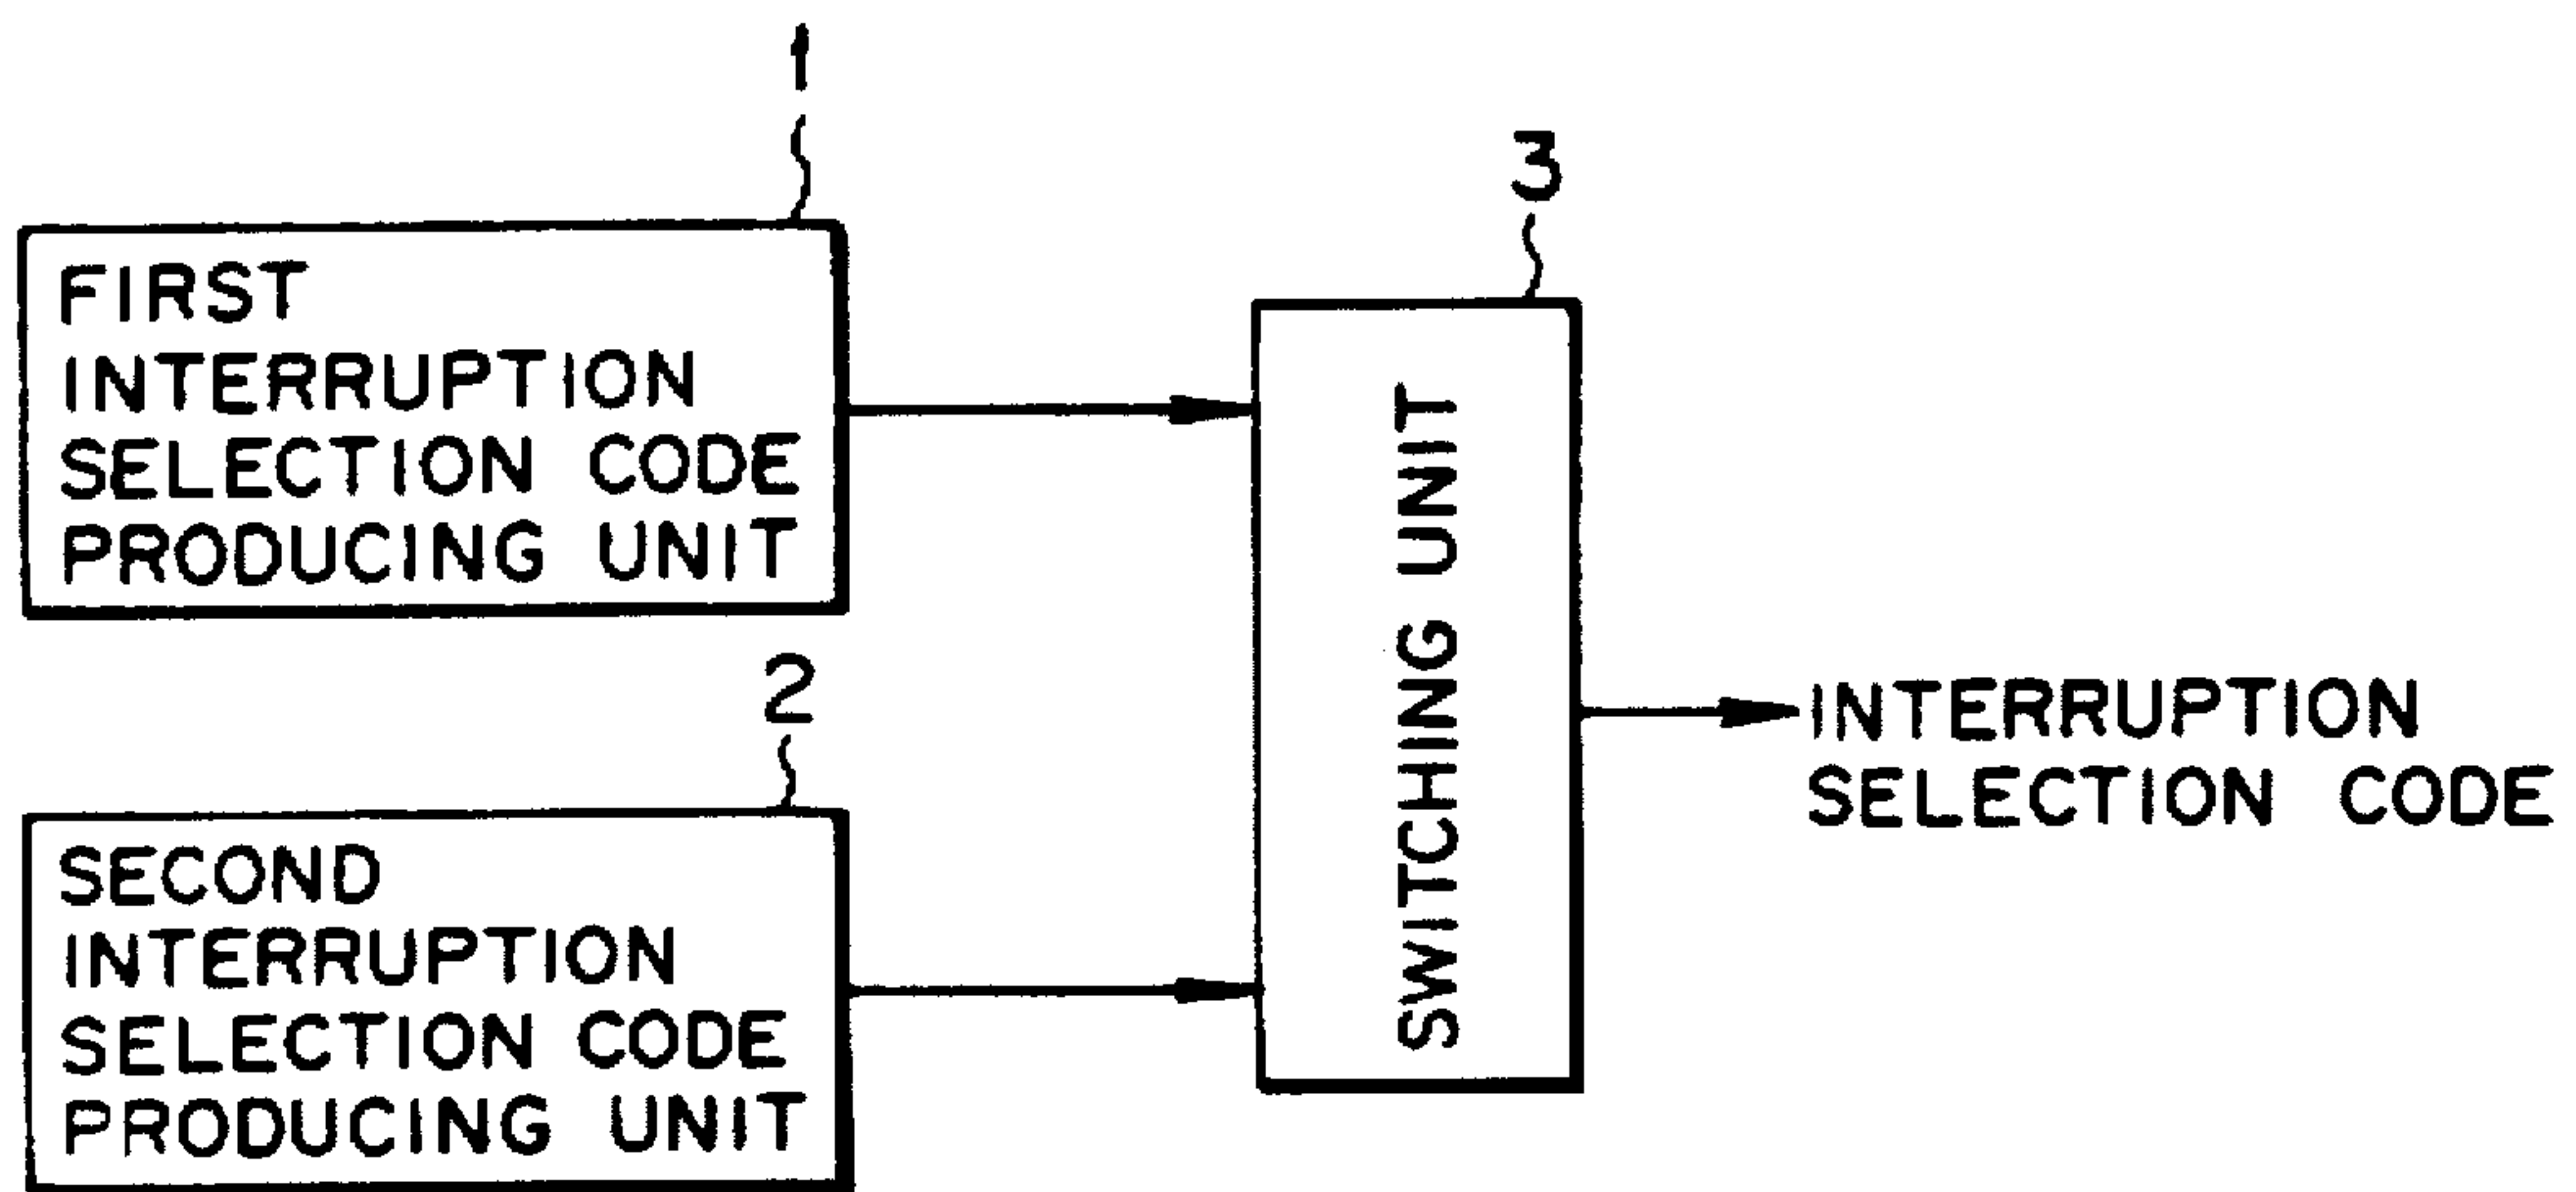 1
FIRST
INTERRUPTION
SELECTION CODE
PRODUCING UNIT
2
SECOND
INTERRUPTION
SELECTION CODE
PRODUCING UNIT
3
SWITCHING UNIT
INTERRUPTION
SELECTION CODE